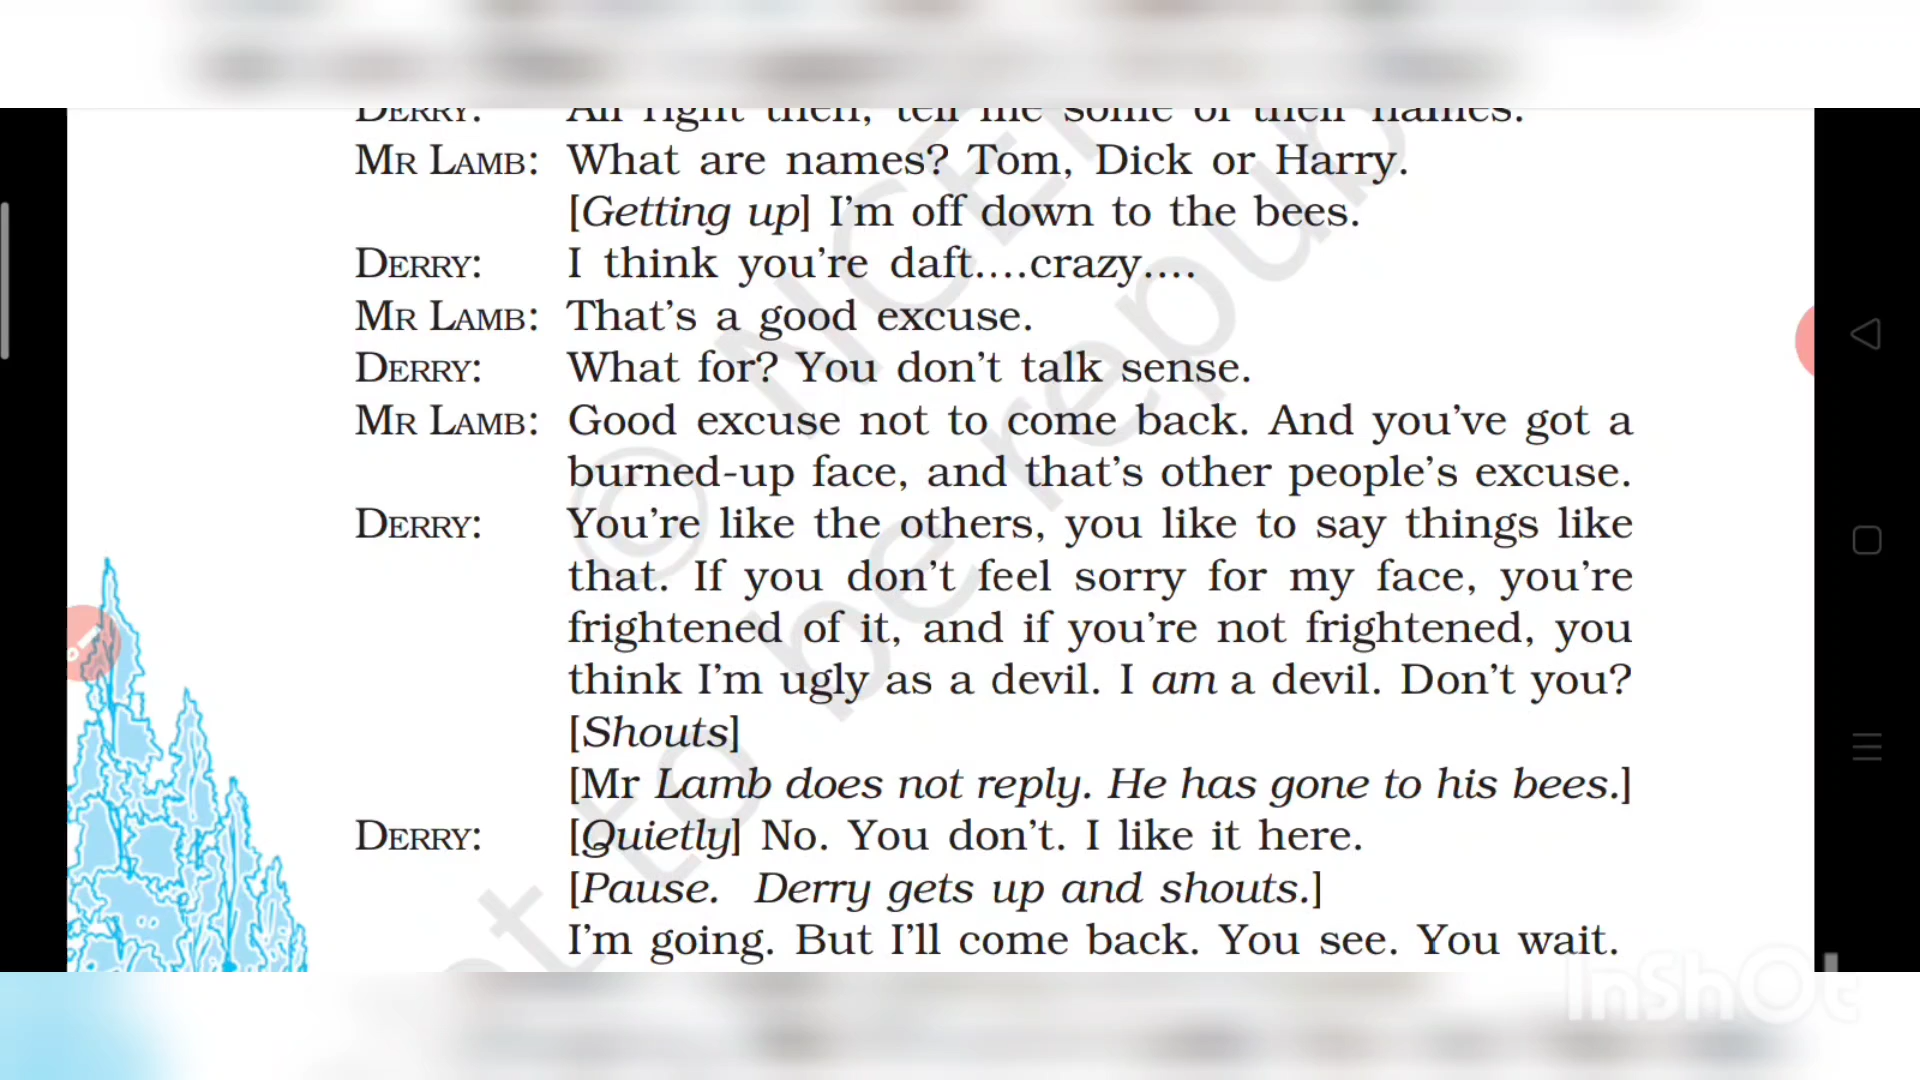 DERRY: All right then, tell me some of their names.
MR LAMB: What are names? Tom, Dick or Harry.
[Getting up] I'm off down to the bees.
DERRY: I think you're daft....crazy....
MR LAMB: That's a good excuse.
DERRY: What for? You don't talk sense.
MR LAMB: Good excuse not to come back. And you've got a
burned-up face, and that's other people's excuse.
DERRY: You're like the others, you like to say things like
that. If you don't feel sorry for my face, you're
frightened of it, and if you're not frightened, you
think I'm ugly as a devil. I am a devil. Don't you?
[Shouts]
[Mr Lamb does not reply. He has gone to his bees.]
DERRY: [Quietly] No. You don't. I like it here.
[Pause. Derry gets up and shouts.]
I'm going. But I'll come back. You see. You wait.
© NCE
be repub
t to
InShOt